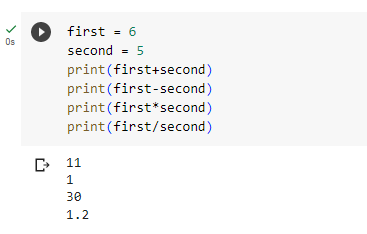 first = 6
0s
second = 5
print(first+second)
print(first-second)
print(first*second)
print(first/second)
11
1
30
1.2